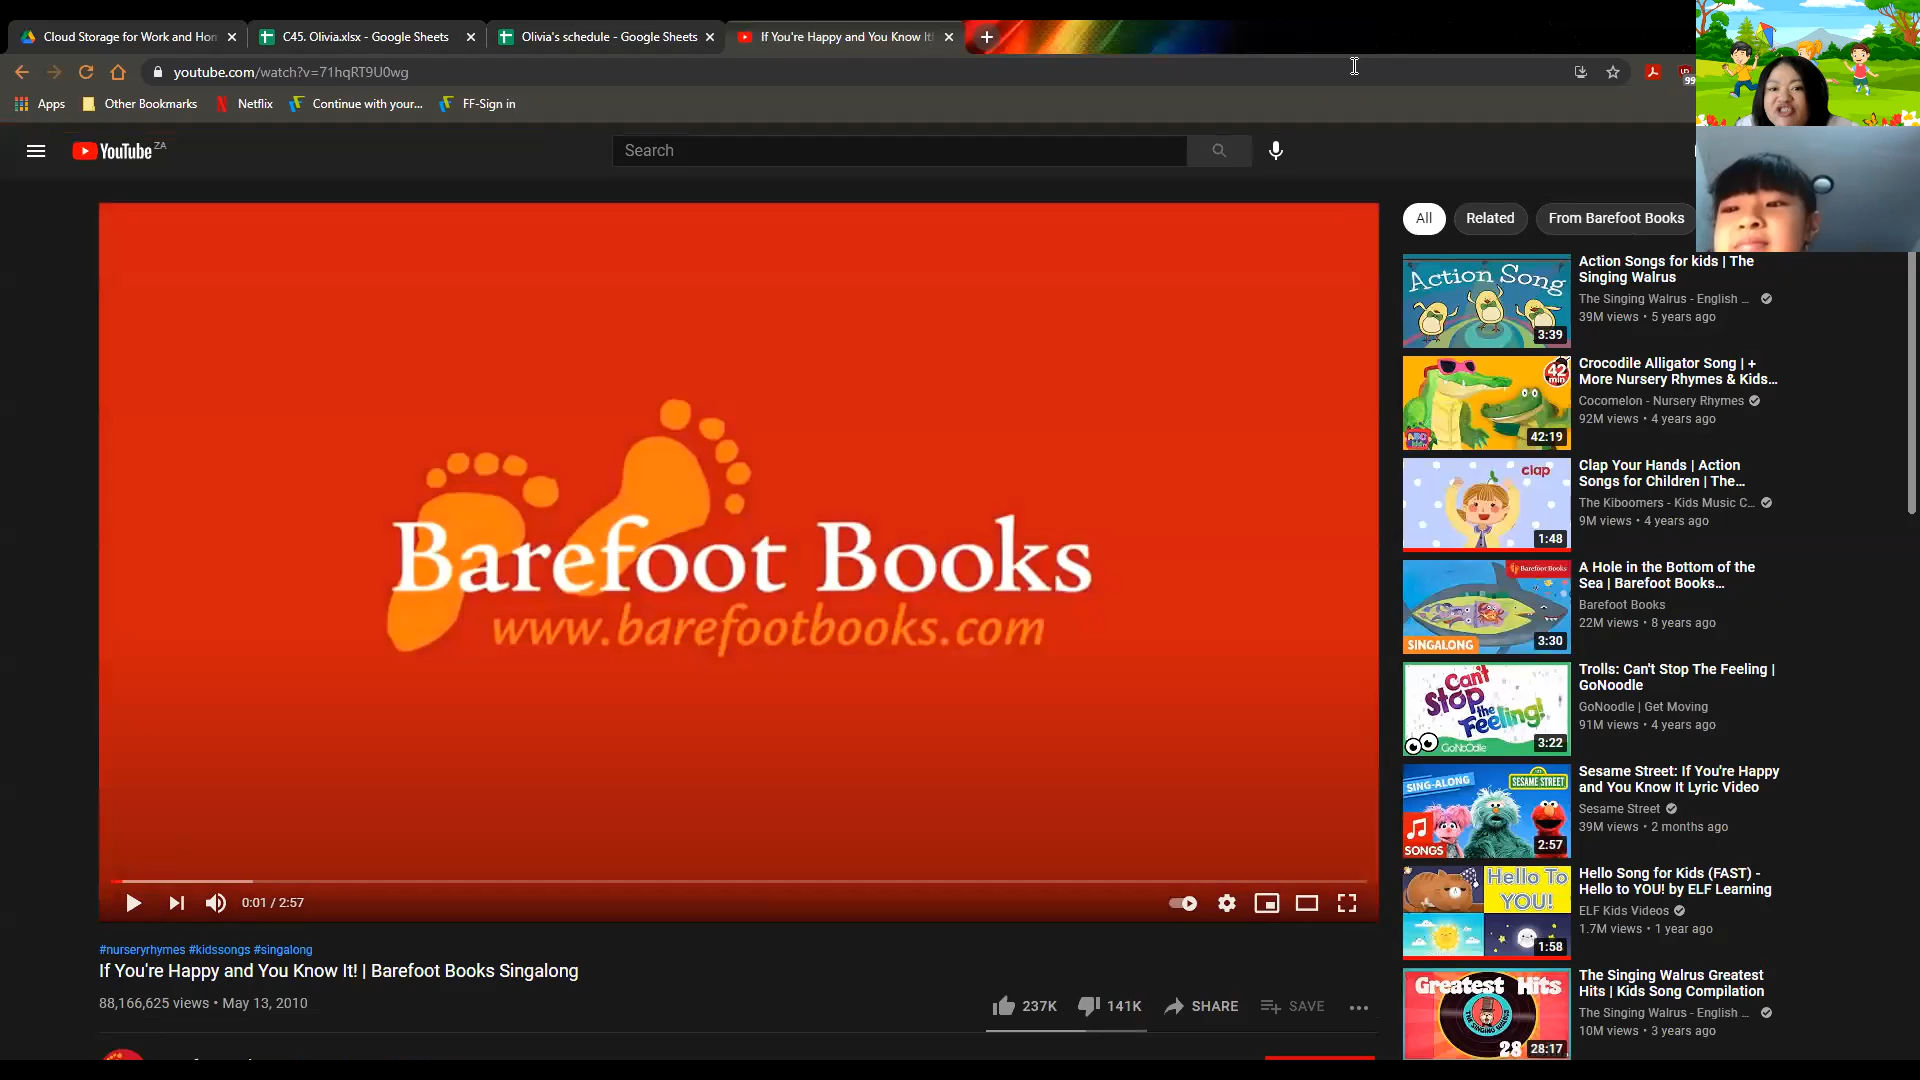 Cloud Storage for Work and Hom
C45. Olivia.xlsx - Google Sheets
Olivia's schedule - Google Sheets
If You're Happy and You Know It!
youtube.com/watch?v=71hqRT9U0wg
99
Apps
Other Bookmarks
Netflix
Continue with your...
FF-Sign in
YouTube ZA
Search
Barefoot Books
www.barefootbooks.com
0:01 / 2:57
#nurseryrhymes #kidssongs #singalong
If You're Happy and You Know It! | Barefoot Books Singalong
88,166,625 views • May 13, 2010
237K
141K
SHARE
SAVE
All
Related
From Barefoot Books
Action Song
3:39
Action Songs for kids | The
Singing Walrus
The Singing Walrus - English ...
39M views • 5 years ago
42
min
42:19
Crocodile Alligator Song | +
More Nursery Rhymes & Kids...
Cocomelon - Nursery Rhymes
92M views • 4 years ago
clap
1:48
Clap Your Hands | Action
Songs for Children | The...
The Kiboomers - Kids Music C...
9M views • 4 years ago
Barefoot Books
SINGALONG
3:30
A Hole in the Bottom of the
Sea | Barefoot Books...
Barefoot Books
22M views • 8 years ago
Can't
Stop
the
Feeling!
GoNoodle
3:22
Trolls: Can't Stop The Feeling |
GoNoodle
GoNoodle | Get Moving
91M views • 4 years ago
SING-ALONG
SESAME STREET
SONGS
2:57
Sesame Street: If You're Happy
and You Know It Lyric Video
Sesame Street
39M views • 2 months ago
Hello To
YOU!
1:58
Hello Song for Kids (FAST) -
Hello to YOU! by ELF Learning
ELF Kids Videos
1.7M views • 1 year ago
Greatest Hits
28
28:17
The Singing Walrus Greatest
Hits | Kids Song Compilation
The Singing Walrus - English ...
10M views • 3 years ago